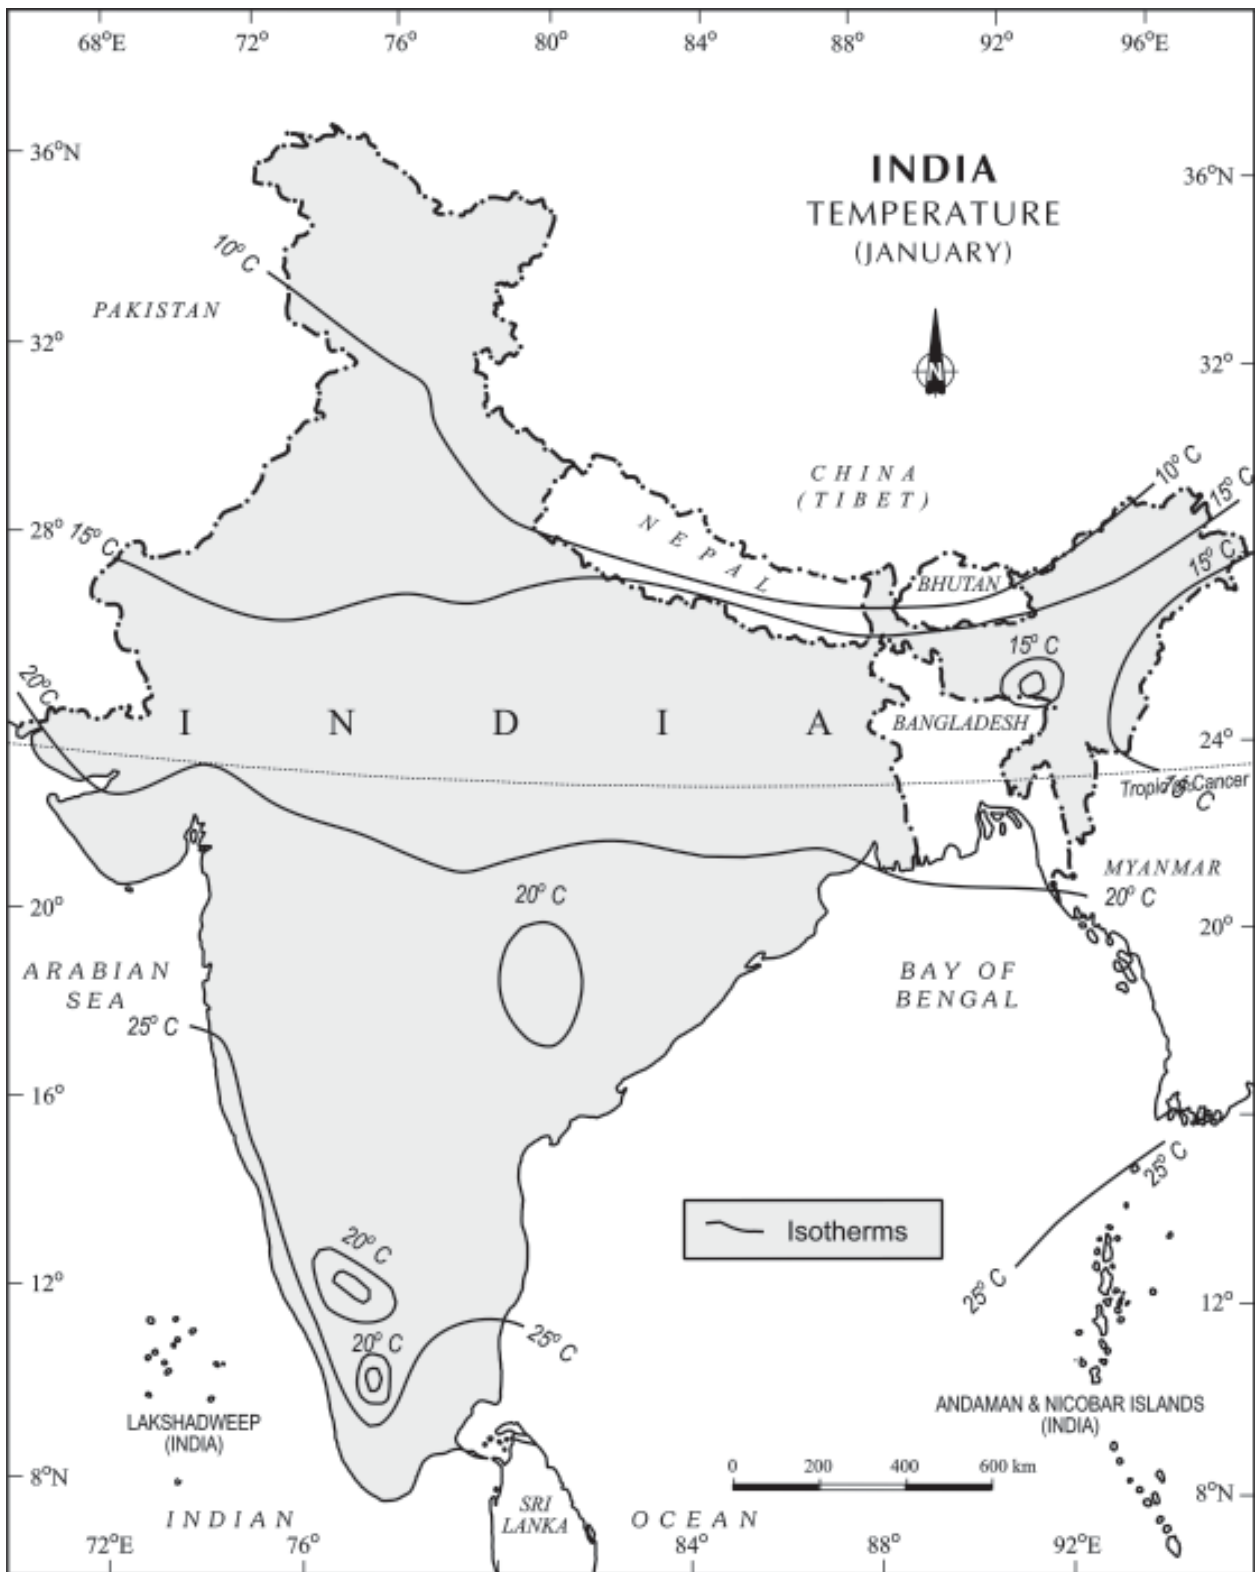 68°E 72° 76° 80° 84° 88° 92° 96°E
36°N
36°N
INDIA
TEMPERATURE
(JANUARY)
10° C
PAKISTAN
32°
32°
N
CHINA
(TIBET)
10° C
15° C
28°
15° C
NEPAL
15° C
BHUTAN
15° C
20° C
INDIA
BANGLADESH
24°
Tropic of Cancer
15° C
MYANMAR
20° C
20° C
20°
20°
ARABIAN
SEA
BAY OF
BENGAL
25° C
16°
25° C
Isotherms
20° C
12°
25° C
12°
20° C
25° C
LAKSHADWEEP
(INDIA)
ANDAMAN & NICOBAR ISLANDS
(INDIA)
0 200 400 600 km
8°N
8°N
SRI
LANKA
INDIAN OCEAN
72°E 76° 84° 88° 92°E